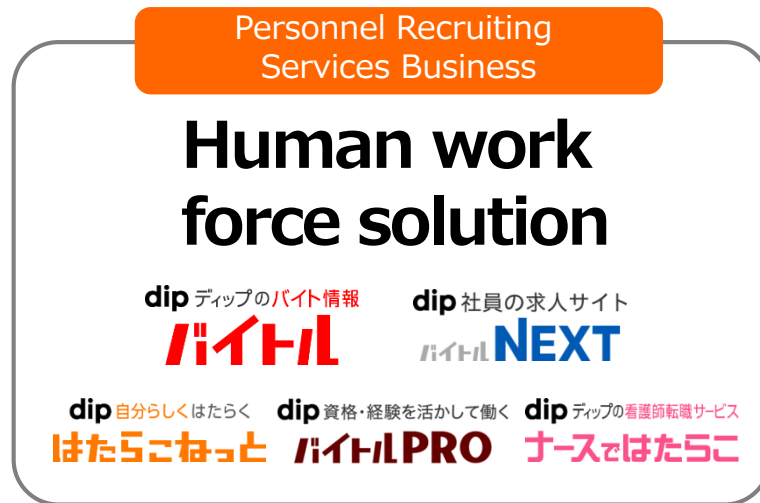 Personnel Recruiting
Services Business
Human work
force solution
dip ディップのバイト情報
バイトル
dip 社員の求人サイト
バイトルNEXT
dip 自分らしくはたらく
はたらこねっと
dip 資格・経験を活かして働く
バイトルPRO
dip ディップの看護師転職サービス
ナースではたらこ